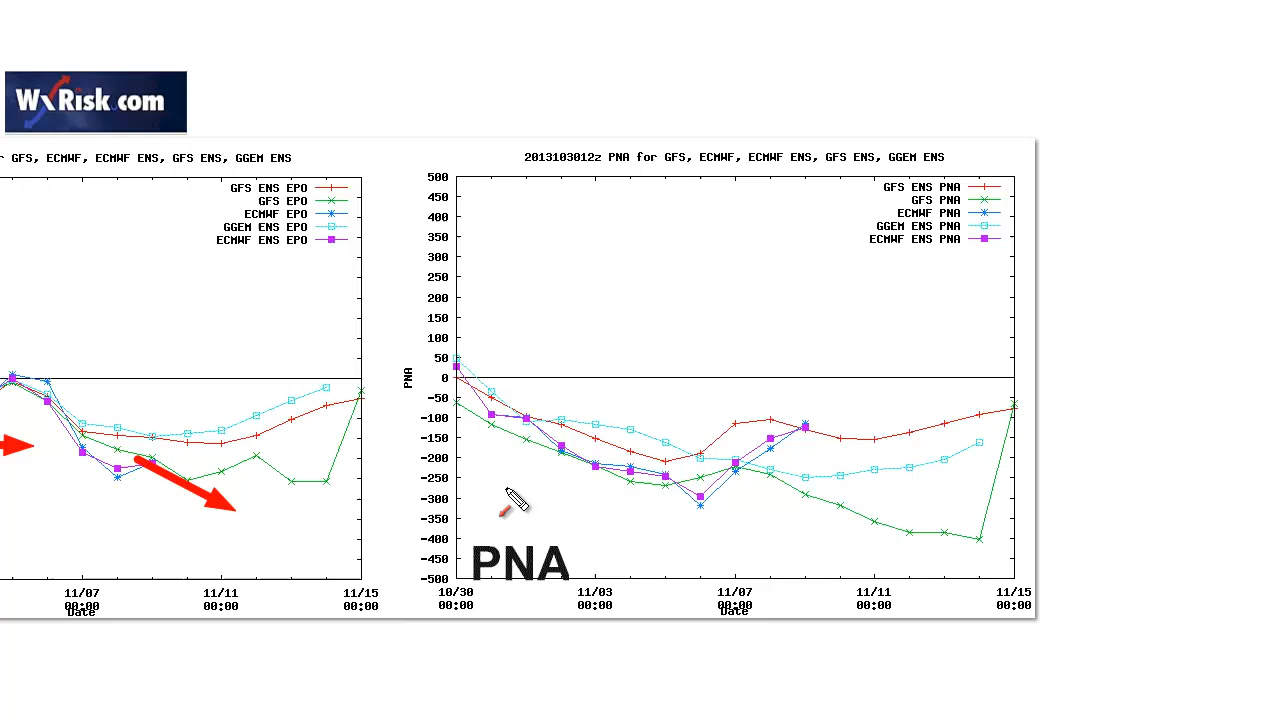 WxRisk.com
GFS, ECMWF, ECMWF ENS, GFS ENS, GGEM ENS
GFS ENS EPO
GFS EPO
ECMWF EPO
GGEM ENS EPO
ECMWF ENS EPO
11/07
00:00
11/11
00:00
11/15
00:00
Date
2013103012z PNA for GFS, ECMWF, ECMWF ENS, GFS ENS, GGEM ENS
GFS ENS PNA
GFS PNA
ECMWF PNA
GGEM ENS PNA
ECMWF ENS PNA
500
450
400
350
300
250
200
150
100
50
0
-50
-100
-150
-200
-250
-300
-350
-400
-450
-500
PNA
PNA
10/30
00:00
11/03
00:00
11/07
00:00
11/11
00:00
11/15
00:00
Date